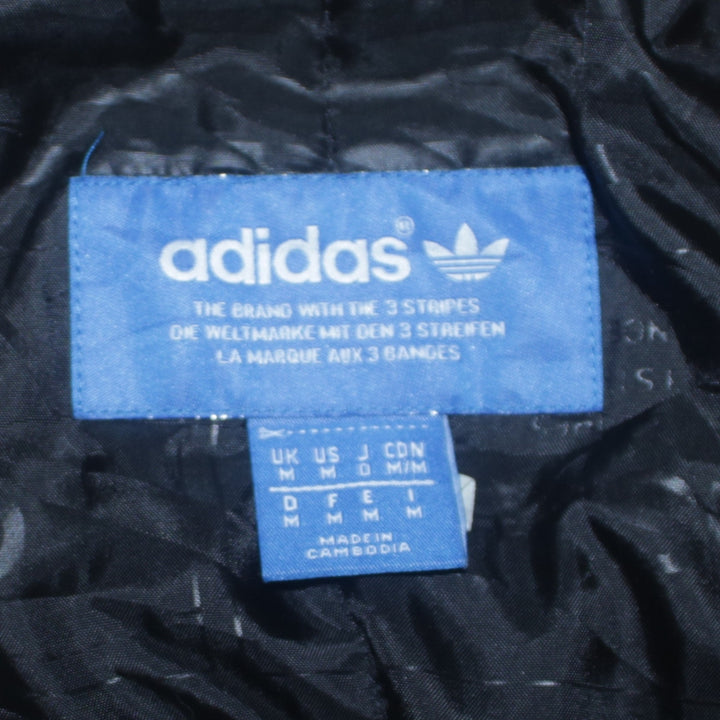 adidas®
THE BRAND WITH THE 3 STRIPES
DIE WELTMARKE MIT DEN 3 STREIFEN
LA MARQUE AUX 3 BANDES
UK US J CDN
M M O M/M
D F E I
M M M M
MADE IN
CAMBODIA